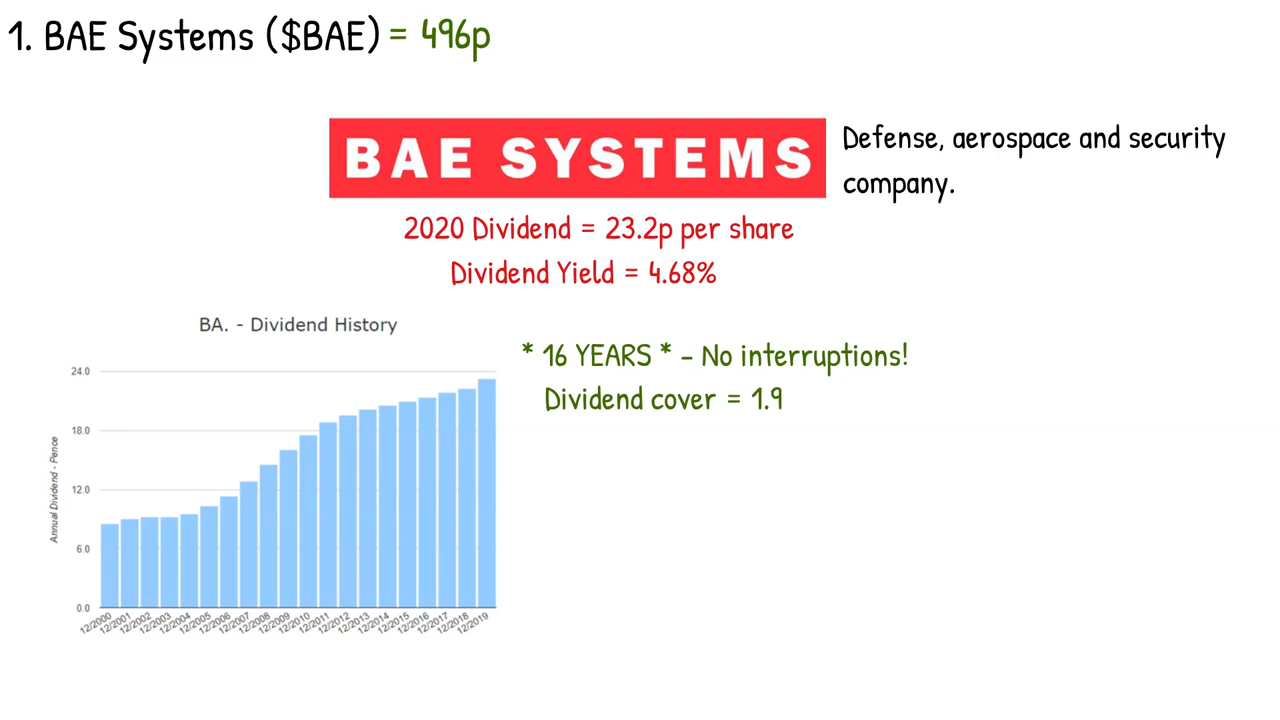 1. BAE Systems ($BAE) = 496p
BAE SYSTEMS
Defense, aerospace and security
company.
2020 Dividend = 23.2p per share
Dividend Yield = 4.68%
BA. - Dividend History
* 16 YEARS * – No interruptions!
Dividend cover = 1.9
Annual Dividend - Pence
24.0
18.0
12.0
6.0
0.0
12/2000
12/2001
12/2002
12/2003
12/2004
12/2005
12/2006
12/2007
12/2008
12/2009
12/2010
12/2011
12/2012
12/2013
12/2014
12/2015
12/2016
12/2017
12/2018
12/2019